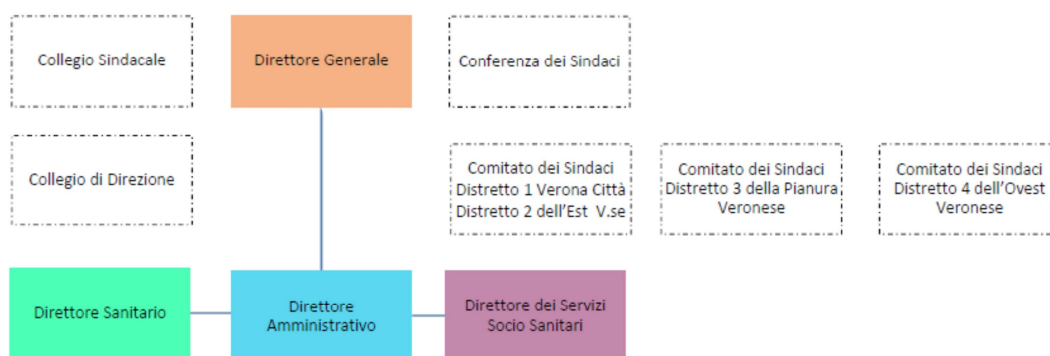 Collegio Sindacale
Direttore Generale
Conferenza dei Sindaci
Collegio di Direzione
Comitato dei Sindaci
Distretto 1 Verona Città
Distretto 2 dell'Est V.se
Comitato dei Sindaci
Distretto 3 della Pianura
Veronese
Comitato dei Sindaci
Distretto 4 dell'Ovest
Veronese
Direttore Sanitario
Direttore
Amministrativo
Direttore dei Servizi
Socio Sanitari